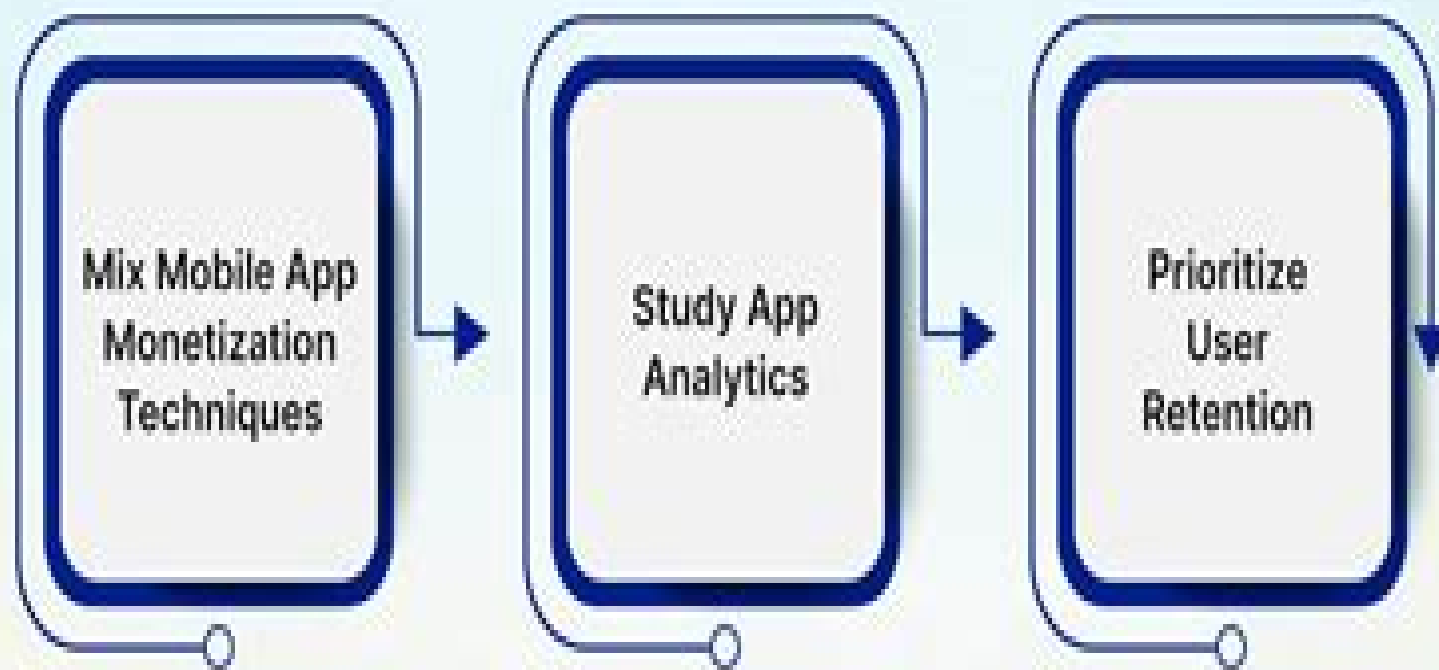 Mix Mobile App
Monetization
Techniques
Study App
Analytics
Prioritize
User
Retention